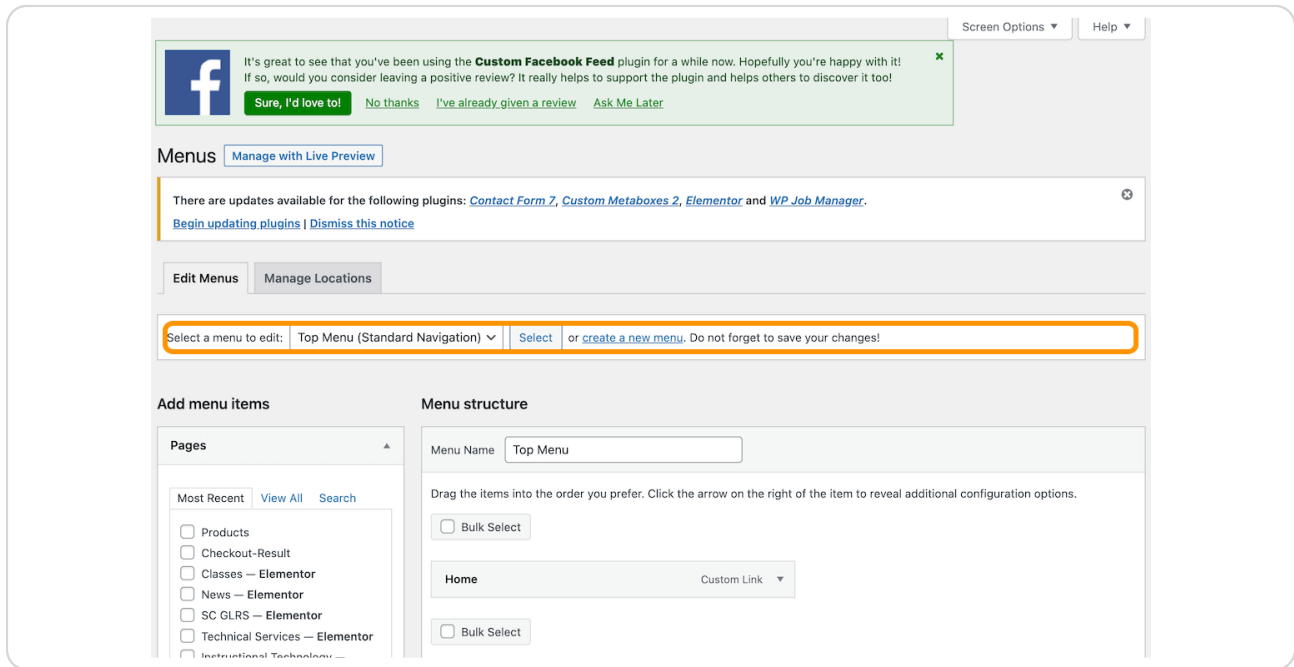 Screen Options ▼ Help ▼
It's great to see that you've been using the Custom Facebook Feed plugin for a while now. Hopefully you're happy with it!
If so, would you consider leaving a positive review? It really helps to support the plugin and helps others to discover it too!
Sure, I'd love to! No thanks I've already given a review Ask Me Later
Menus Manage with Live Preview
There are updates available for the following plugins: Contact Form 7, Custom Metaboxes 2, Elementor and WP Job Manager.
Begin updating plugins | Dismiss this notice
Edit Menus Manage Locations
Select a menu to edit: Top Menu (Standard Navigation) Select or create a new menu. Do not forget to save your changes!
Add menu items
Pages
Most Recent View All Search
Products
Checkout-Result
Classes — Elementor
News — Elementor
SC GLRS — Elementor
Technical Services — Elementor
Instructional Technology —
Menu structure
Menu Name Top Menu
Drag the items into the order you prefer. Click the arrow on the right of the item to reveal additional configuration options.
Bulk Select
Home Custom Link ▼
Bulk Select